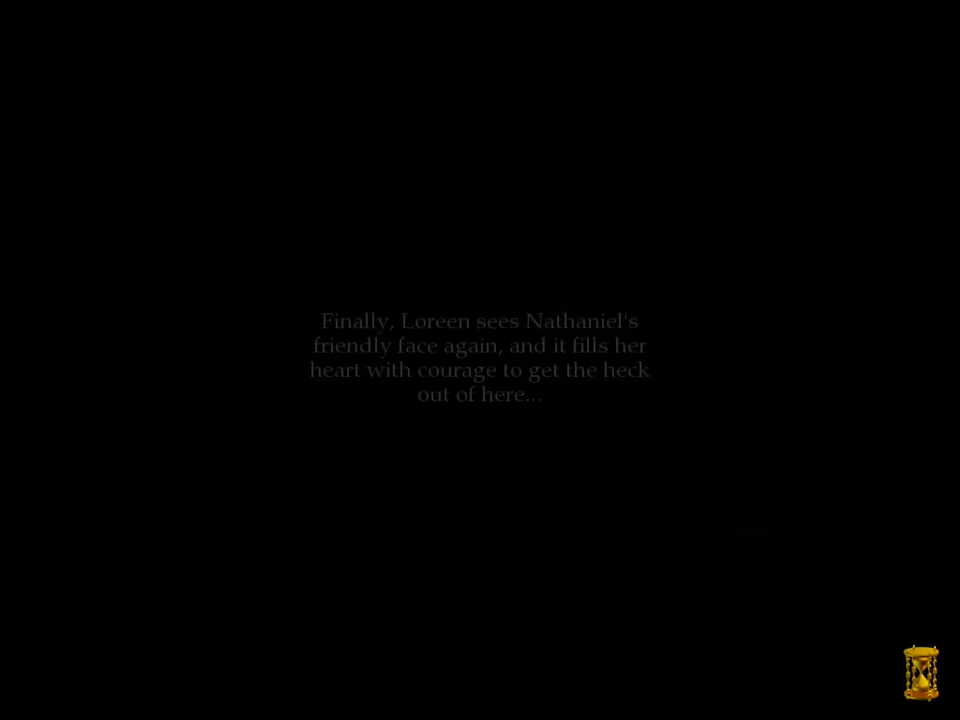 Finally, Loreen sees Nathaniel's
friendly face again, and it fills her
heart with courage to get the heck
out of here...